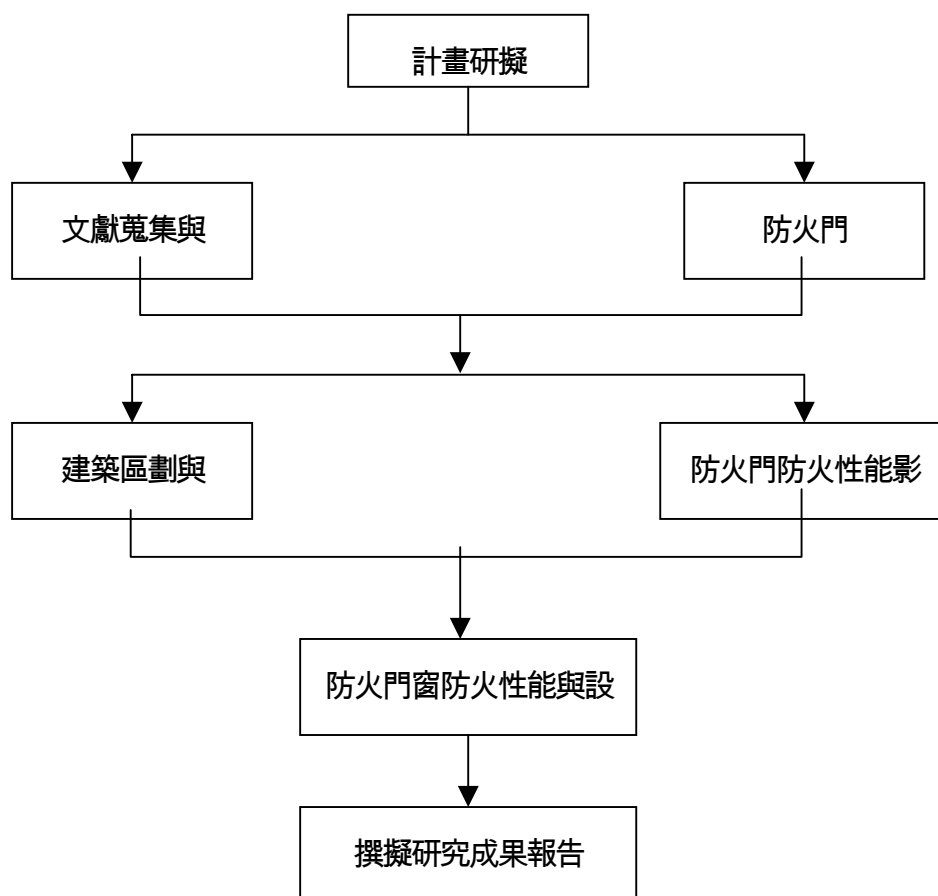 計畫研擬
文獻蒐集與
防火門
建築區劃與
防火門防火性能影
防火門窗防火性能與設
撰擬研究成果報告